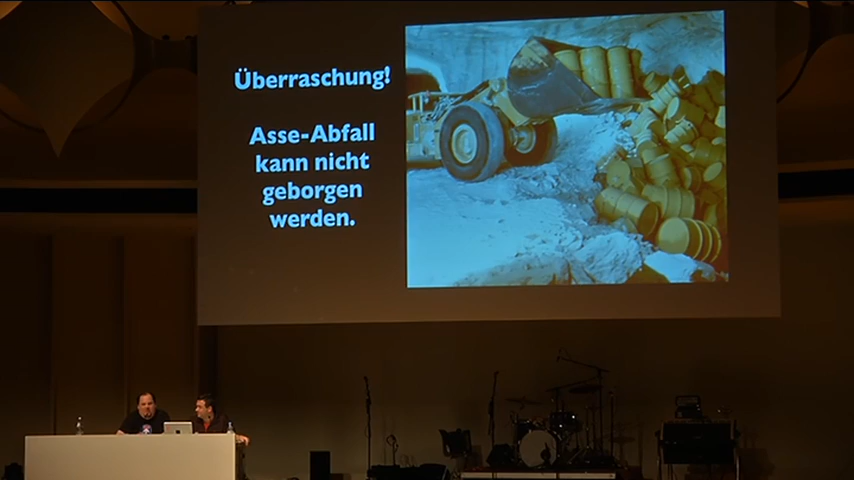 Überraschung!
Asse-Abfall
kann nicht
geborgen
werden.